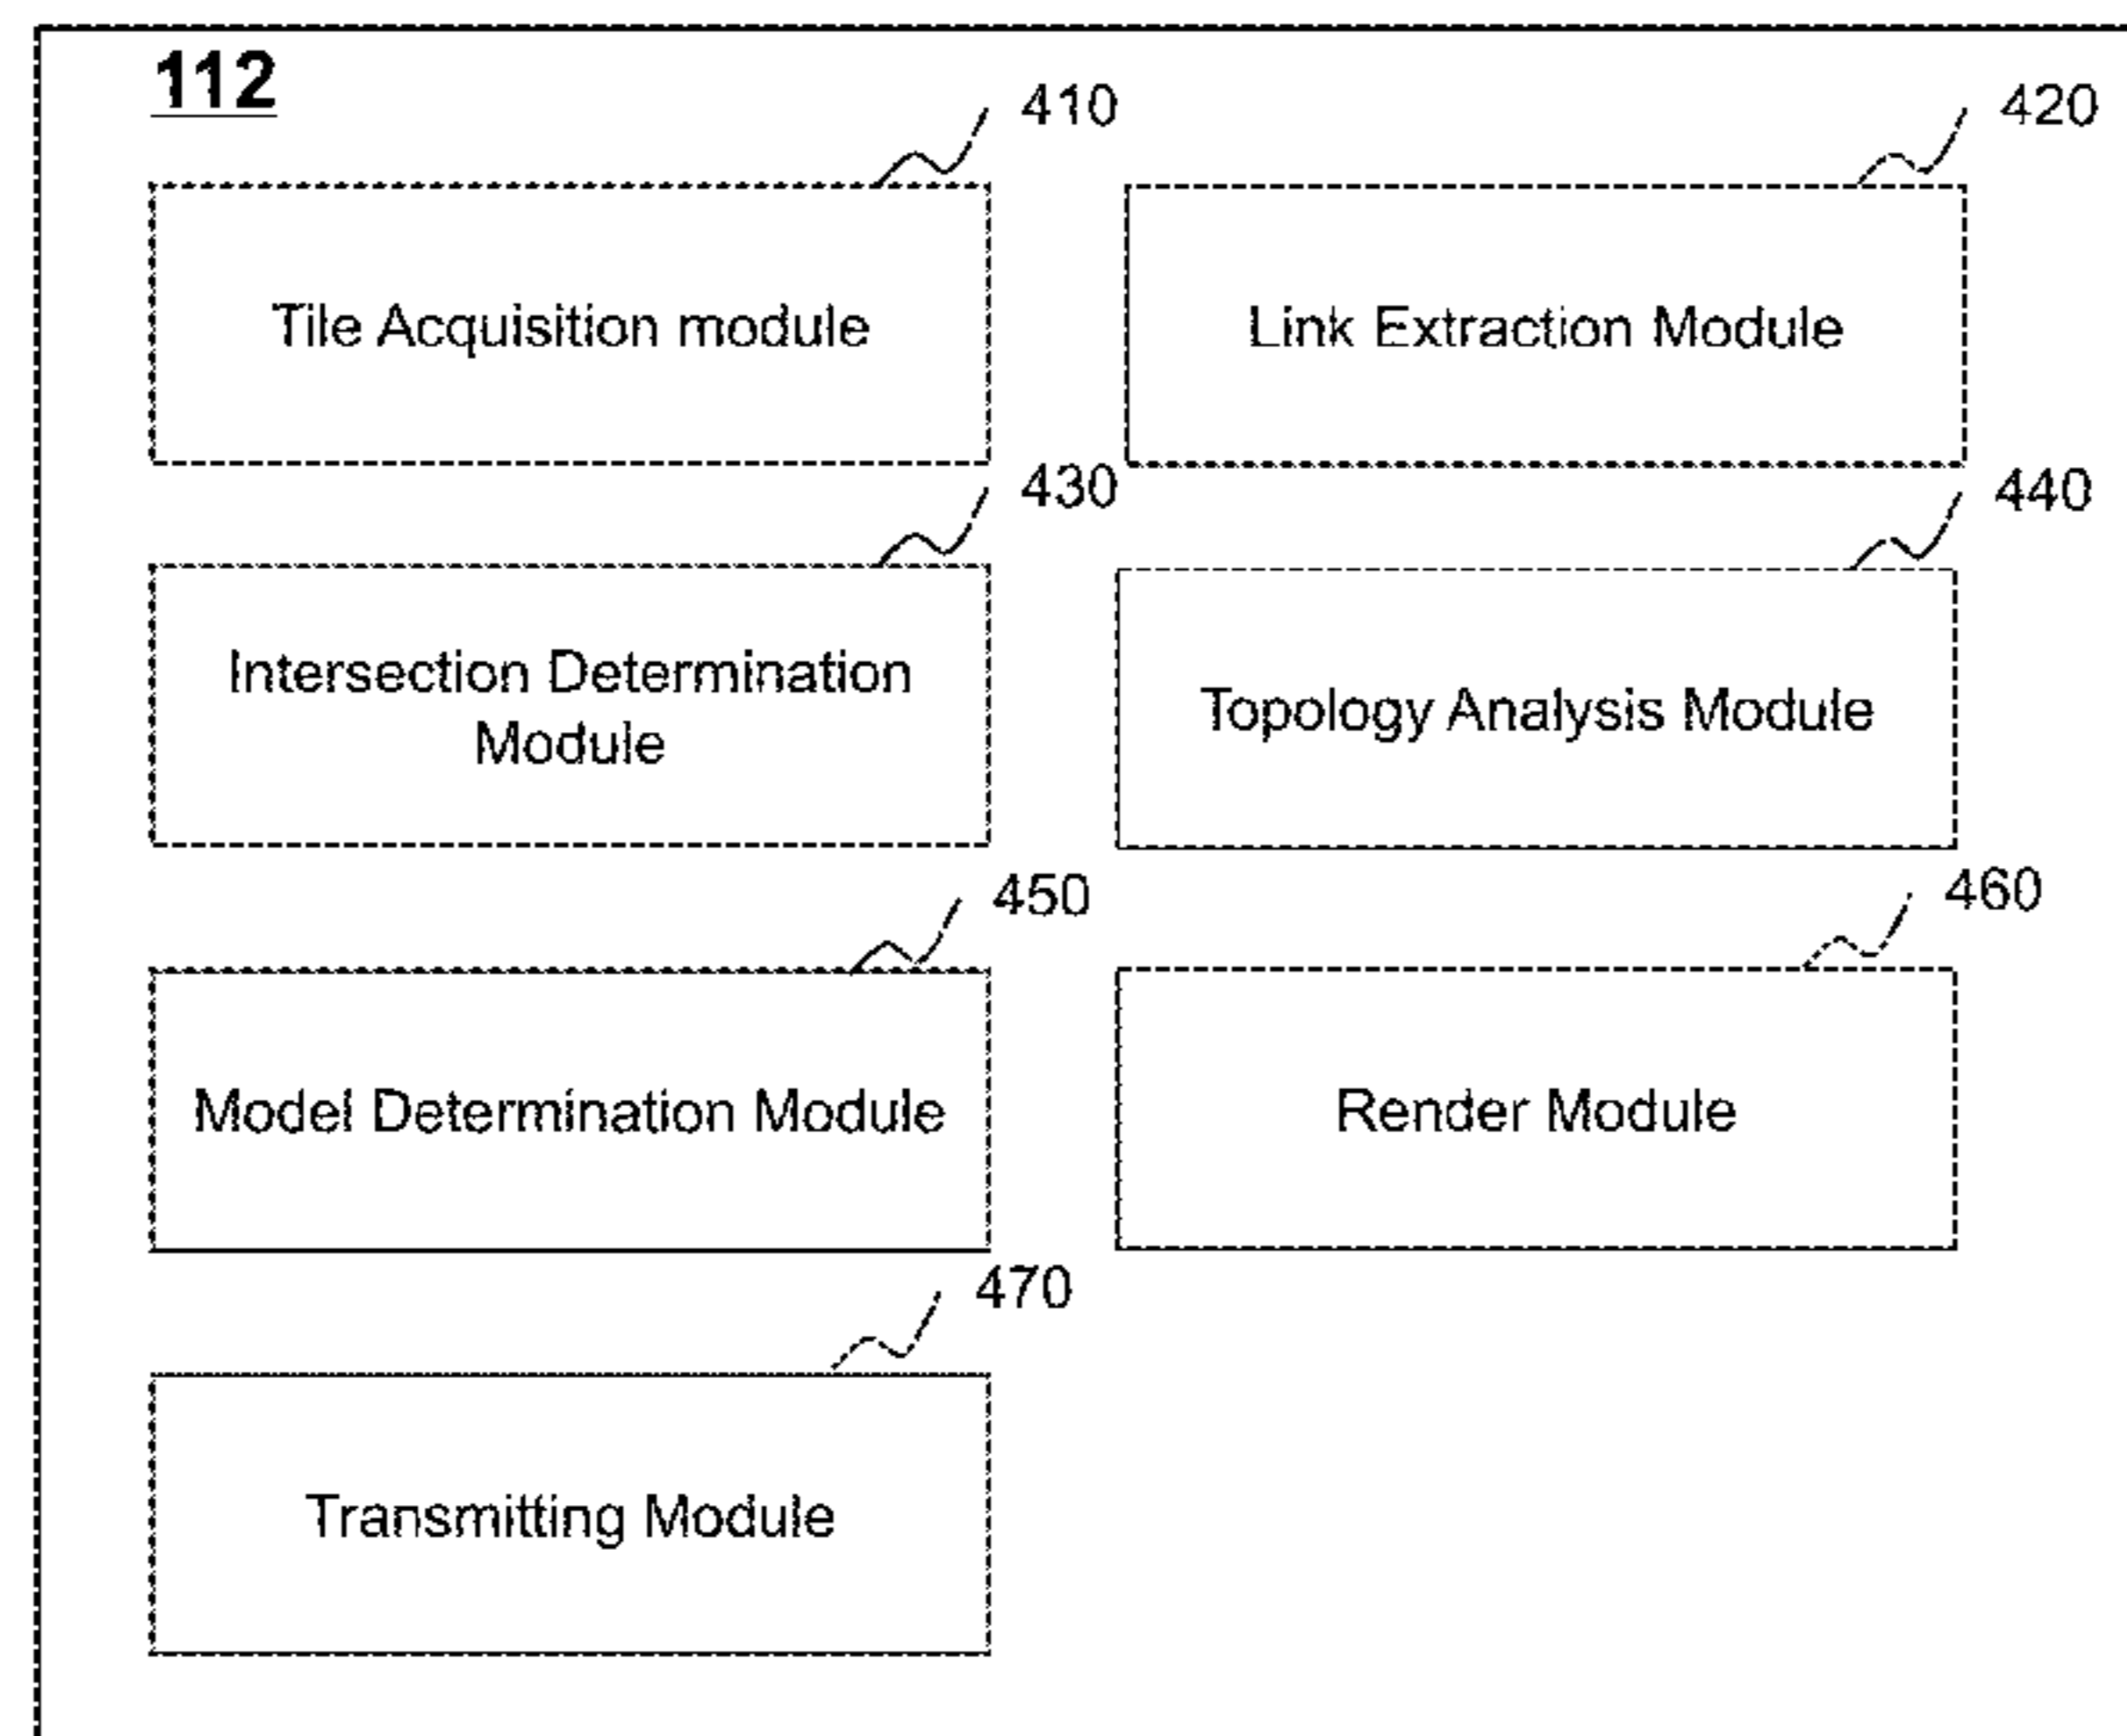 112
410
420
Tile Acquisition module
Link Extraction Module
430
440
Intersection Determination
Module
Topology Analysis Module
450
460
Model Determination Module
Render Module
470
Transmitting Module